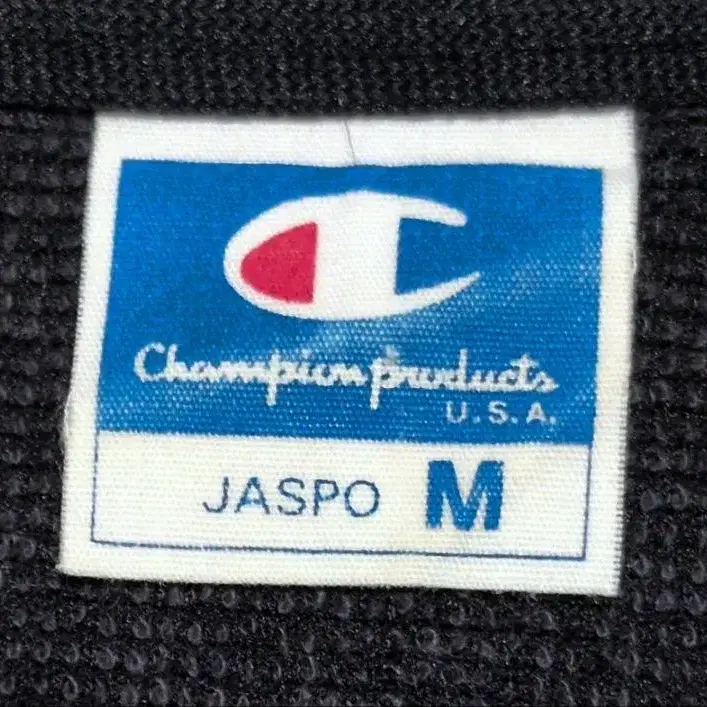 Champion products
U.S.A.
JASPO M